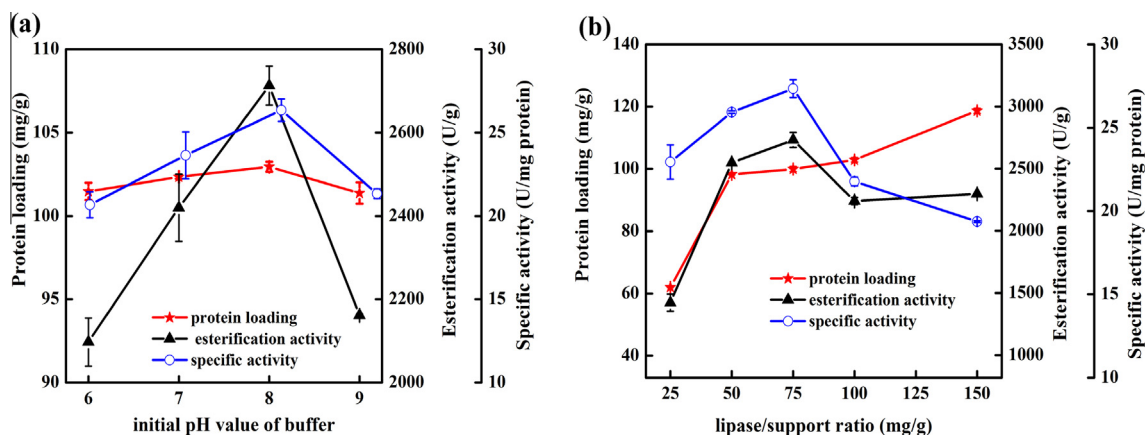 (a)
110
105
100
95
90
Protein loading (mg/g)
6
7
8
9
initial pH value of buffer
2800
2600
2400
2200
2000
Esterification activity (U/g)
30
25
20
15
10
Specific activity (U/mg protein)
protein loading
esterification activity
specific activity
(b)
140
120
100
80
60
40
Protein loading (mg/g)
25
50
75
100
125
150
lipase/support ratio (mg/g)
3500
3000
2500
2000
1500
1000
Esterification activity (U/g)
30
25
20
15
10
Specific activity (U/mg protein)
protein loading
esterification activity
specific activity